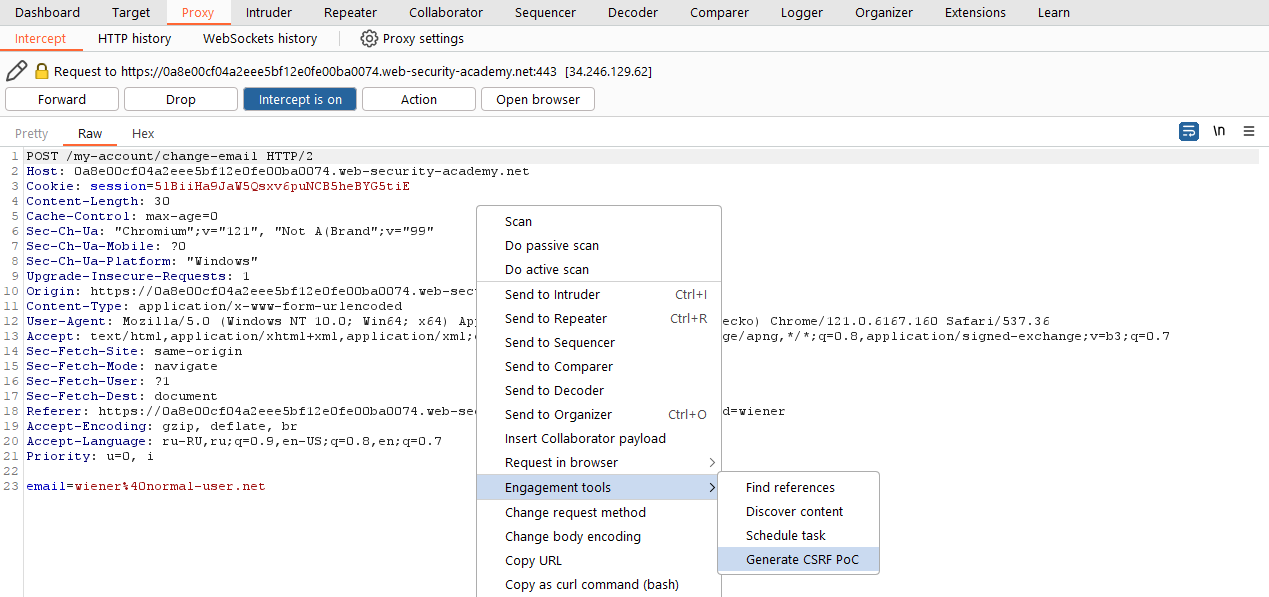 Dashboard Target Proxy Intruder Repeater Collaborator Sequencer Decoder Comparer Logger Organizer Extensions Learn
Intercept HTTP history WebSockets history Proxy settings
Request to https://0a8e00cf04a2eee5bf12e0fe00ba0074.web-security-academy.net:443 [34.246.129.62]
Forward Drop Intercept is on Action Open browser
Pretty Raw Hex \n
1 POST /my-account/change-email HTTP/2
2 Host: 0a8e00cf04a2eee5bf12e0fe00ba0074.web-security-academy.net
3 Cookie: session=5lBiiHa9JaW5Qsxv6puNCB5heBYG5tiE
4 Content-Length: 30
5 Cache-Control: max-age=0
6 Sec-Ch-Ua: "Chromium";v="121", "Not A(Brand";v="99"
7 Sec-Ch-Ua-Mobile: ?0
8 Sec-Ch-Ua-Platform: "Windows"
9 Upgrade-Insecure-Requests: 1
10 Origin: https://0a8e00cf04a2eee5bf12e0fe00ba0074.web-sec
11 Content-Type: application/x-www-form-urlencoded
12 User-Agent: Mozilla/5.0 (Windows NT 10.0; Win64; x64) Ap ecko) Chrome/121.0.6167.160 Safari/537.36
13 Accept: text/html,application/xhtml+xml,application/xml; ge/apng,*/*;q=0.8,application/signed-exchange;v=b3;q=0.7
14 Sec-Fetch-Site: same-origin
15 Sec-Fetch-Mode: navigate
16 Sec-Fetch-User: ?1
17 Sec-Fetch-Dest: document
18 Referer: https://0a8e00cf04a2eee5bf12e0fe00ba0074.web-sec d=wiener
19 Accept-Encoding: gzip, deflate, br
20 Accept-Language: ru-RU,ru;q=0.9,en-US;q=0.8,en;q=0.7
21 Priority: u=0, i
22
23 email=wiener%40normal-user.net
Scan
Do passive scan
Do active scan
Send to Intruder Ctrl+I
Send to Repeater Ctrl+R
Send to Sequencer
Send to Comparer
Send to Decoder
Send to Organizer Ctrl+O
Insert Collaborator payload
Request in browser
Engagement tools
Change request method
Change body encoding
Copy URL
Copy as curl command (bash)
Find references
Discover content
Schedule task
Generate CSRF PoC